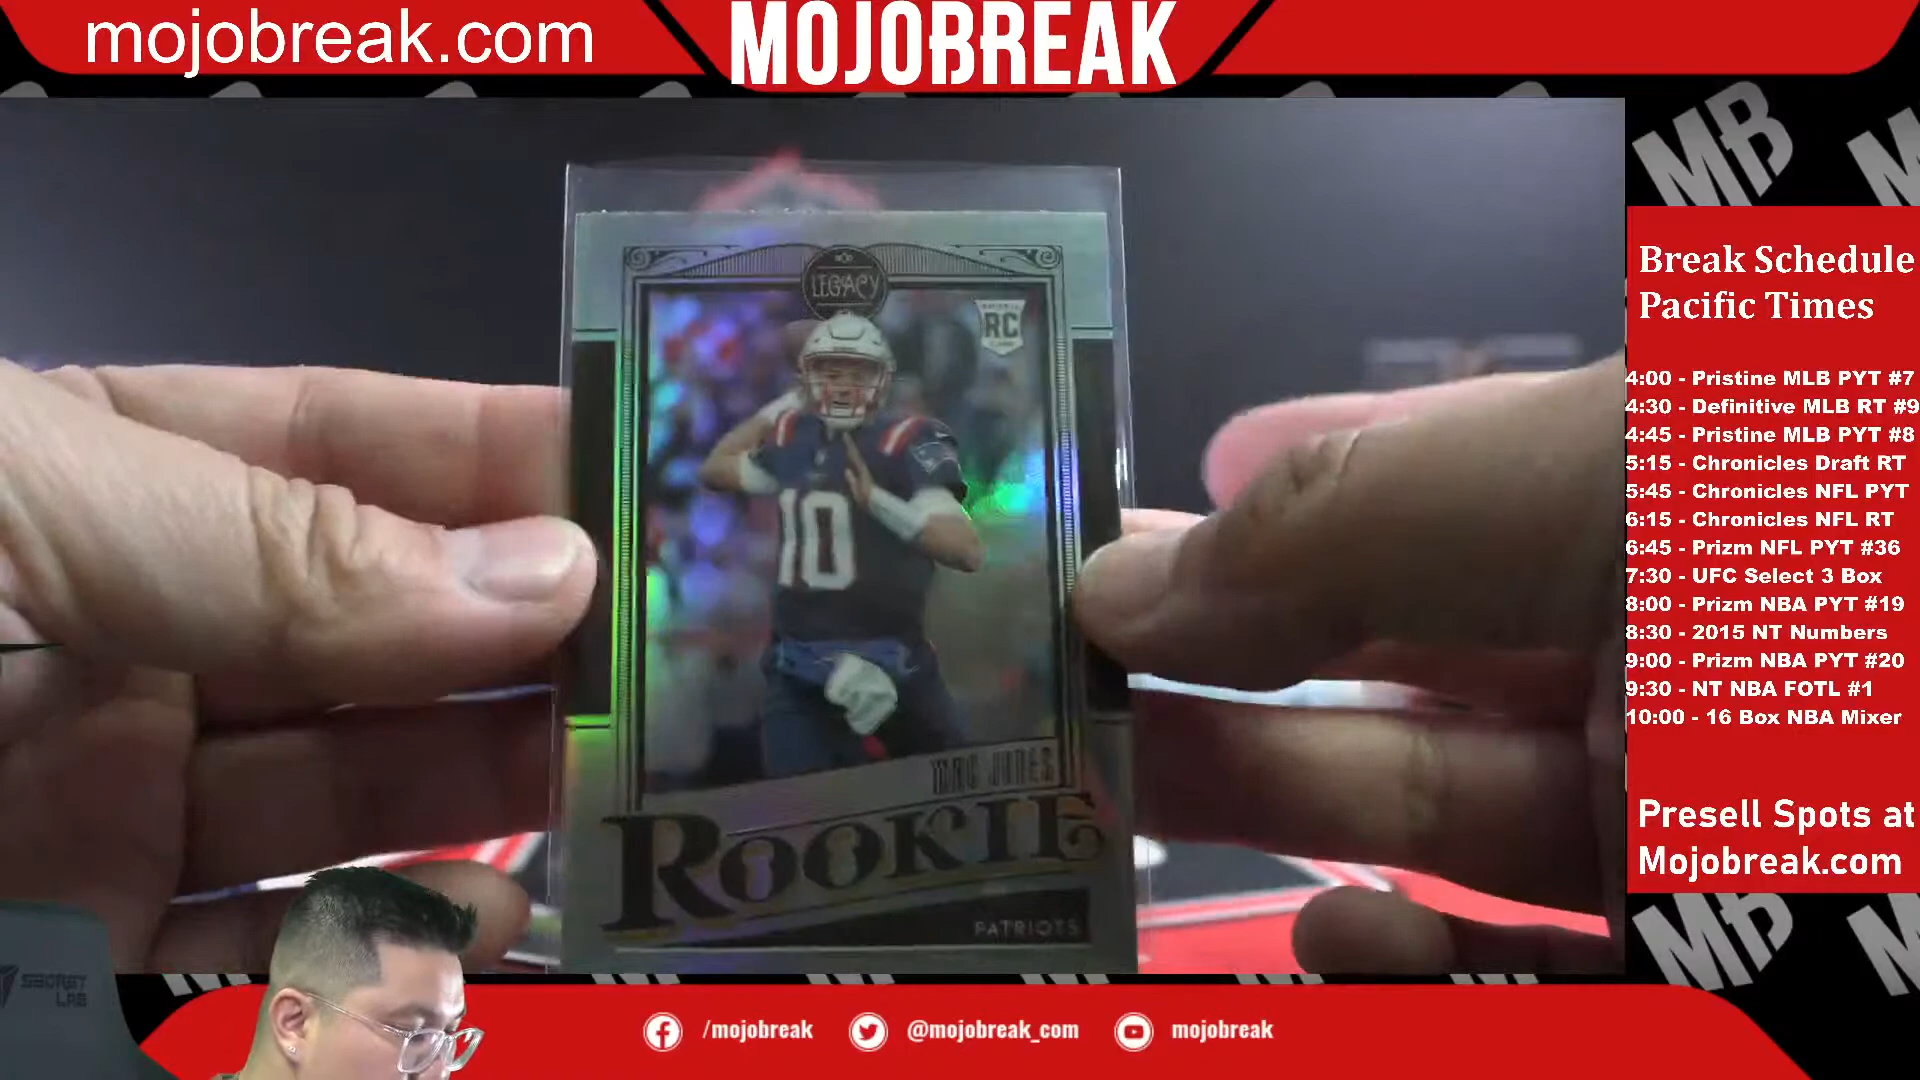 mojobreak.com
MOJOBREAK
MB
Break Schedule
Pacific Times
4:00 - Pristine MLB PYT #7
4:30 - Definitive MLB RT #9
4:45 - Pristine MLB PYT #8
5:15 - Chronicles Draft RT
5:45 - Chronicles NFL PYT
6:15 - Chronicles NFL RT
6:45 - Prizm NFL PYT #36
7:30 - UFC Select 3 Box
8:00 - Prizm NBA PYT #19
8:30 - 2015 NT Numbers
9:00 - Prizm NBA PYT #20
9:30 - NT NBA FOTL #1
10:00 - 16 Box NBA Mixer
Presell Spots at
Mojobreak.com
MB
LEGACY
RC
10
MAC JONES
ROOKIE
PATRIOTS
SECRET
LAB
/mojobreak
@mojobreak_com
mojobreak